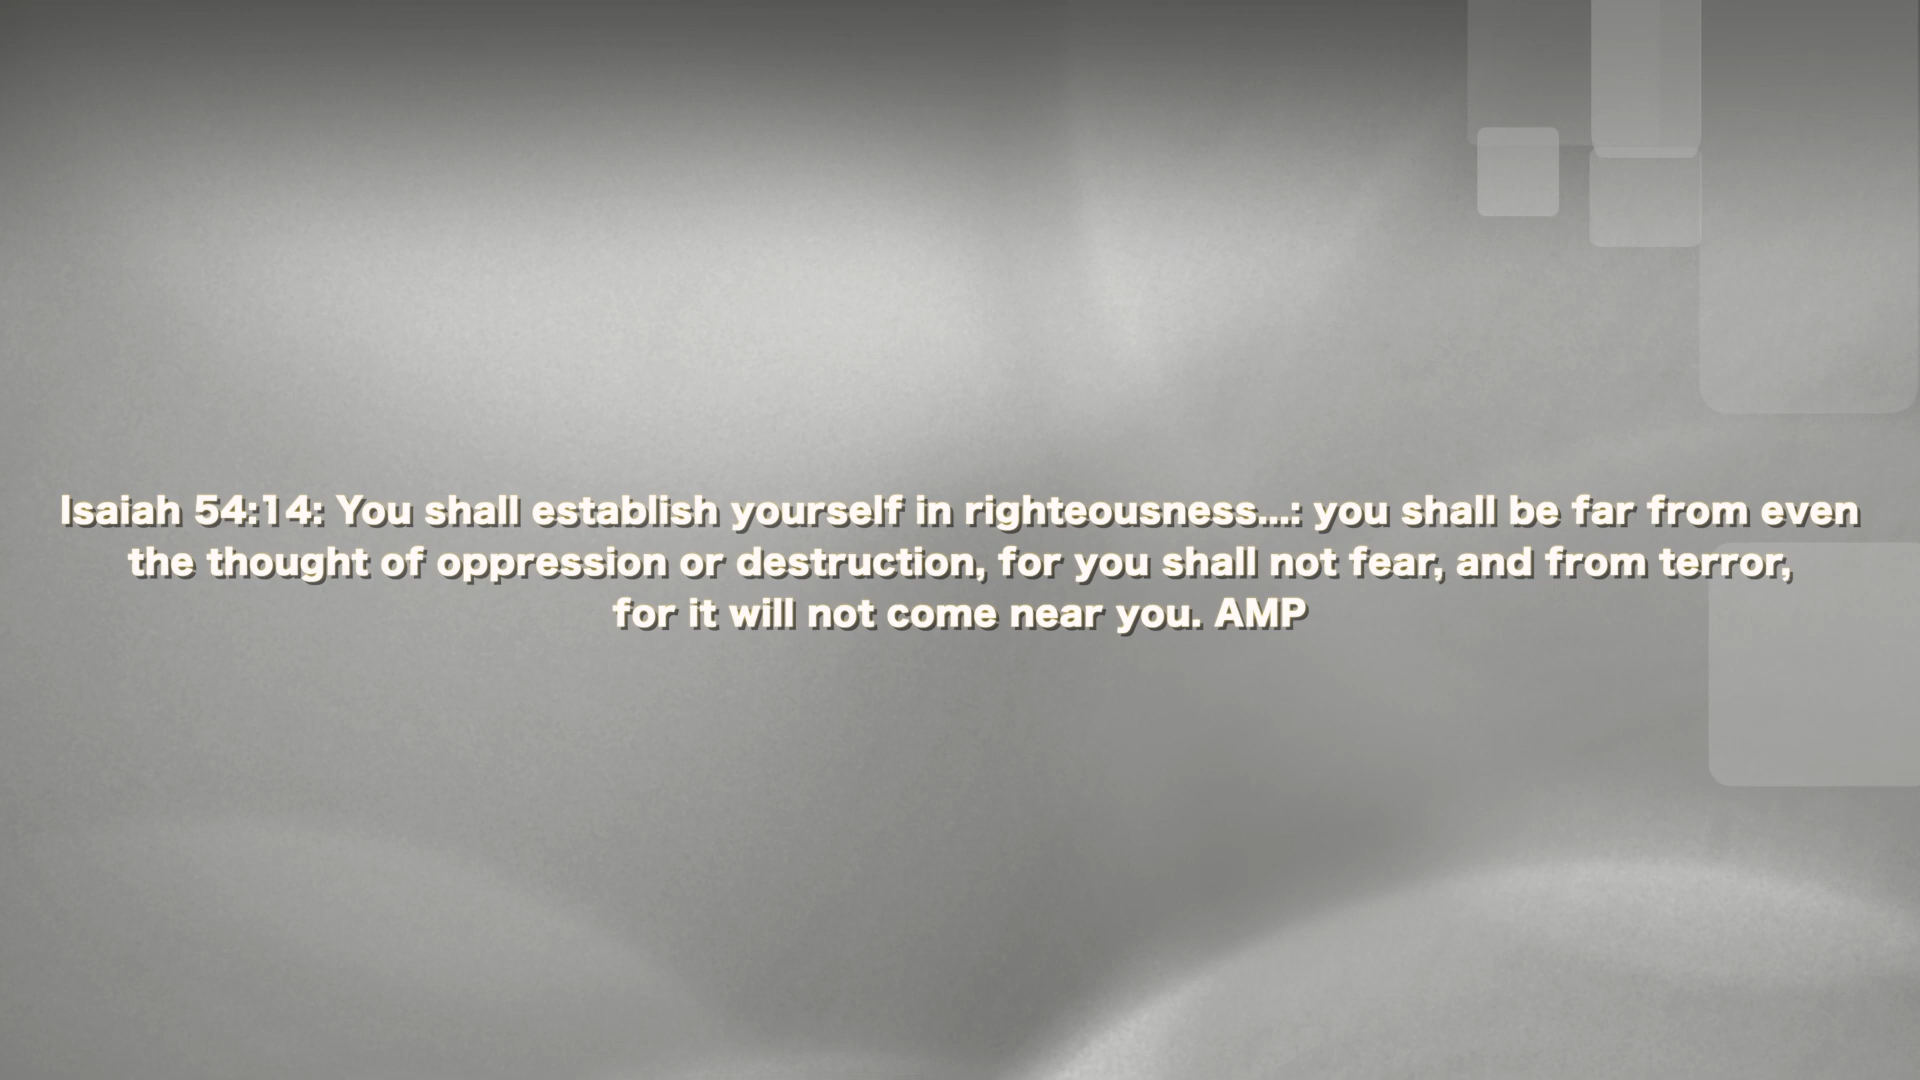 Isaiah 54:14: You shall establish yourself in righteousness...: you shall be far from even
the thought of oppression or destruction, for you shall not fear, and from terror,
for it will not come near you. AMP